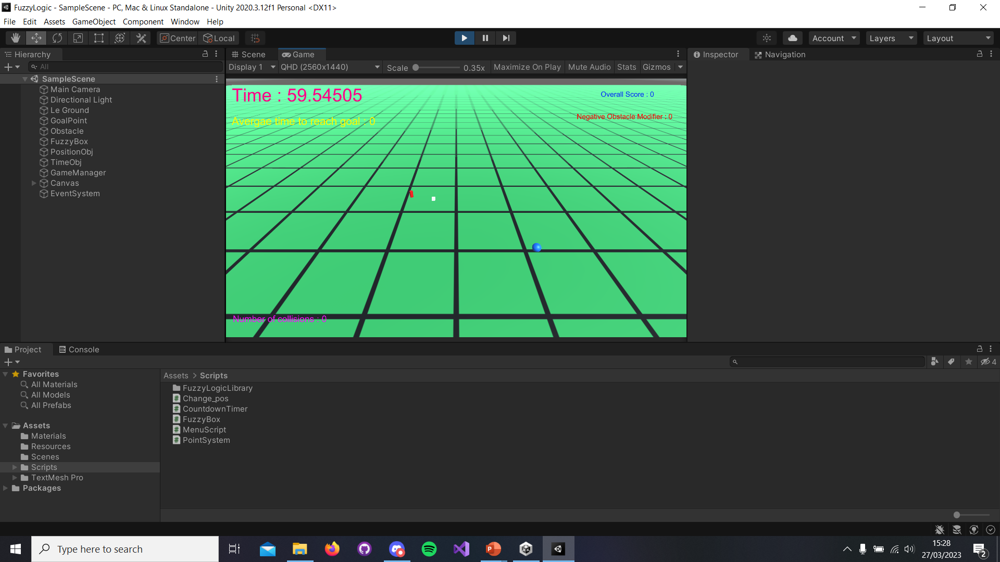 FuzzyLogic - SampleScene - PC, Mac & Linux Standalone - Unity 2020.3.12f1 Personal <DX11>
File Edit Assets GameObject Component Window Help
Center Local Account Layers Layout
Hierarchy
All
SampleScene
Main Camera
Directional Light
Le Ground
GoalPoint
Obstacle
FuzzyBox
PositionObj
TimeObj
GameManager
Canvas
EventSystem
Scene Game
Display 1 QHD (2560x1440) Scale 0.35x Maximize On Play Mute Audio Stats Gizmos
Time : 59.54505
Overall Score : 0
Negative Obstacle Modifier : 0
Avergae time to reach goal : 0
Number of collisions : 0
Inspector Navigation
Project Console
4
Favorites
All Materials
All Models
All Prefabs
Assets
Materials
Resources
Scenes
Scripts
TextMesh Pro
Packages
Assets > Scripts
FuzzyLogicLibrary
Change_pos
CountdownTimer
FuzzyBox
MenuScript
PointSystem
Type here to search
15:28
27/03/2023
2